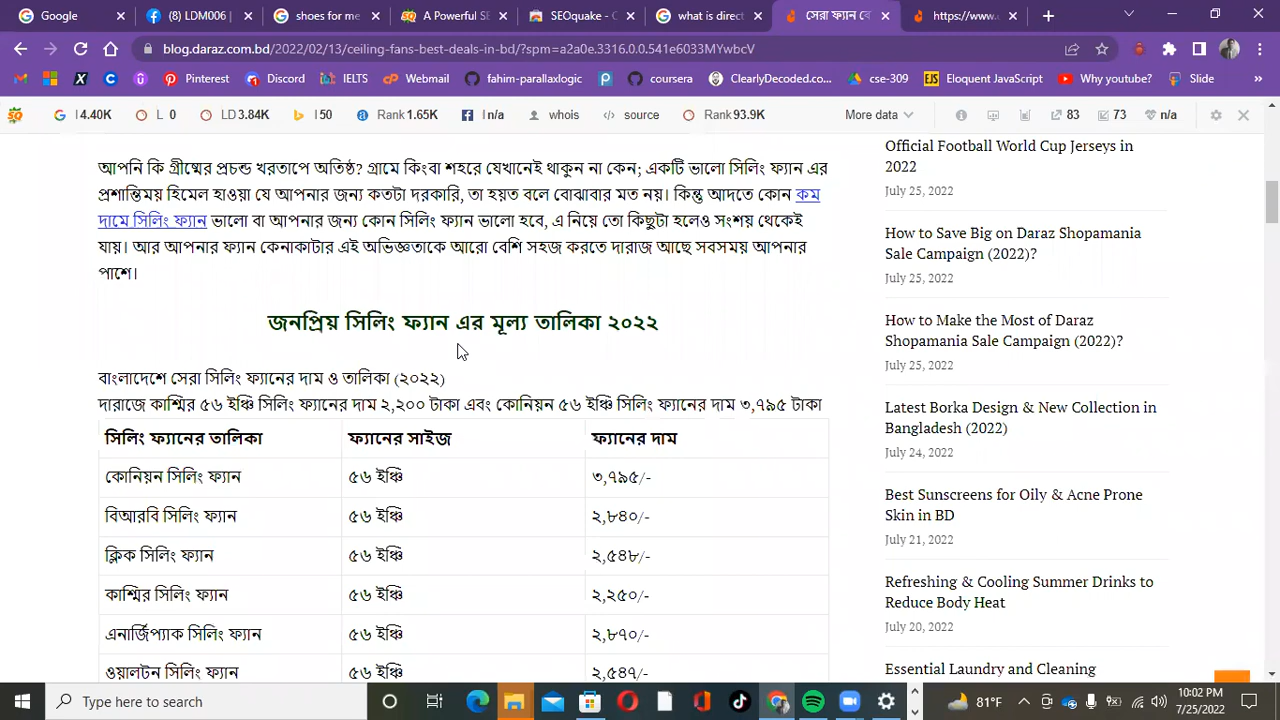 Google
(8) LDM006
shoes for me
A Powerful SE
SEOquake - C
what is direct
সেরা ফ্যান বে
https://www.
blog.daraz.com.bd/2022/02/13/ceiling-fans-best-deals-in-bd/?spm=a2a0e.3316.0.0.541e6033MYwbcV
Pinterest
Discord
IELTS
Webmail
fahim-parallaxlogic
coursera
ClearlyDecoded.co...
cse-309
Eloquent JavaScript
Why youtube?
Slide
I 4.40K
L 0
LD 3.84K
I 50
Rank 1.65K
I n/a
whois
source
Rank 93.9K
More data
83
73
n/a
আপনি কি গ্রীষ্মের প্রচন্ড খরতাপে অতিষ্ঠ? গ্রামে কিংবা শহরে যেখানেই থাকুন না কেন; একটি ভালো সিলিং ফ্যান এর
প্রশান্তিময় হিমেল হাওয়া যে আপনার জন্য কতটা দরকারি, তা হয়ত বলে বোঝাবার মত নয়। কিন্তু আদতে কোন কম
দামে সিলিং ফ্যান ভালো বা আপনার জন্য কোন সিলিং ফ্যান ভালো হবে, এ নিয়ে তো কিছুটা হলেও সংশয় থেকেই
যায়। আর আপনার ফ্যান কেনাকাটার এই অভিজ্ঞতাকে আরো বেশি সহজ করতে দারাজ আছে সবসময় আপনার
পাশে।
জনপ্রিয় সিলিং ফ্যান এর মূল্য তালিকা ২০২২
বাংলাদেশে সেরা সিলিং ফ্যানের দাম ও তালিকা (২০২২)
দারাজে কাশ্মির ৫৬ ইঞ্চি সিলিং ফ্যানের দাম ২,২০০ টাকা এবং কোনিয়ন ৫৬ ইঞ্চি সিলিং ফ্যানের দাম ৩,৭৯৫ টাকা
সিলিং ফ্যানের তালিকা ফ্যানের সাইজ ফ্যানের দাম
কোনিয়ন সিলিং ফ্যান ৫৬ ইঞ্চি ৩,৭৯৫/-
বিআরবি সিলিং ফ্যান ৫৬ ইঞ্চি ২,৮৪০/-
ক্লিক সিলিং ফ্যান ৫৬ ইঞ্চি ২,৫৪৮/-
কাশ্মির সিলিং ফ্যান ৫৬ ইঞ্চি ২,২৫০/-
এনার্জিপ্যাক সিলিং ফ্যান ৫৬ ইঞ্চি ২,৮৭০/-
ওয়ালটন সিলিং ফ্যান ৫৬ ইঞ্চি ২,৫৪৭/-
Official Football World Cup Jerseys in
2022
July 25, 2022
How to Save Big on Daraz Shopamania
Sale Campaign (2022)?
July 25, 2022
How to Make the Most of Daraz
Shopamania Sale Campaign (2022)?
July 25, 2022
Latest Borka Design & New Collection in
Bangladesh (2022)
July 24, 2022
Best Sunscreens for Oily & Acne Prone
Skin in BD
July 21, 2022
Refreshing & Cooling Summer Drinks to
Reduce Body Heat
July 20, 2022
Essential Laundry and Cleaning
Type here to search
81°F
10:02 PM
7/25/2022